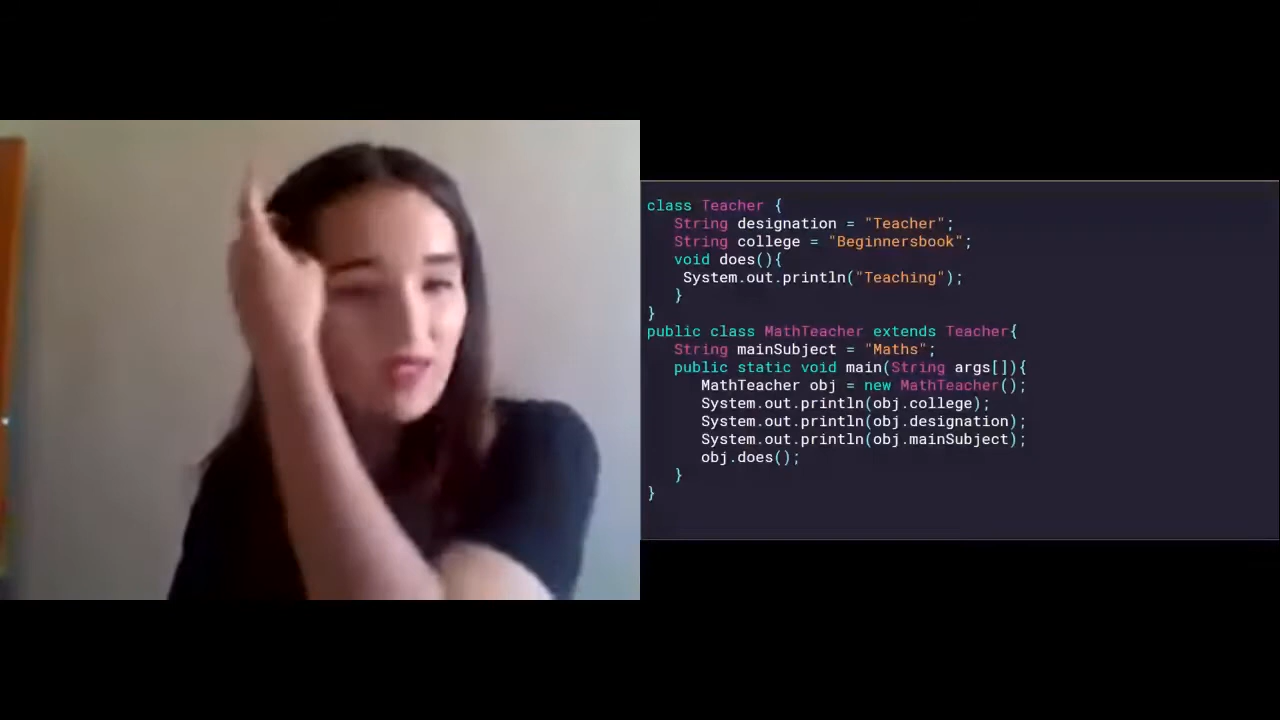 class Teacher {
   String designation = "Teacher";
   String college = "Beginnersbook";
   void does(){
    System.out.println("Teaching");
   }
}
public class MathTeacher extends Teacher{
   String mainSubject = "Maths";
   public static void main(String args[]){
      MathTeacher obj = new MathTeacher();
      System.out.println(obj.college);
      System.out.println(obj.designation);
      System.out.println(obj.mainSubject);
      obj.does();
   }
}